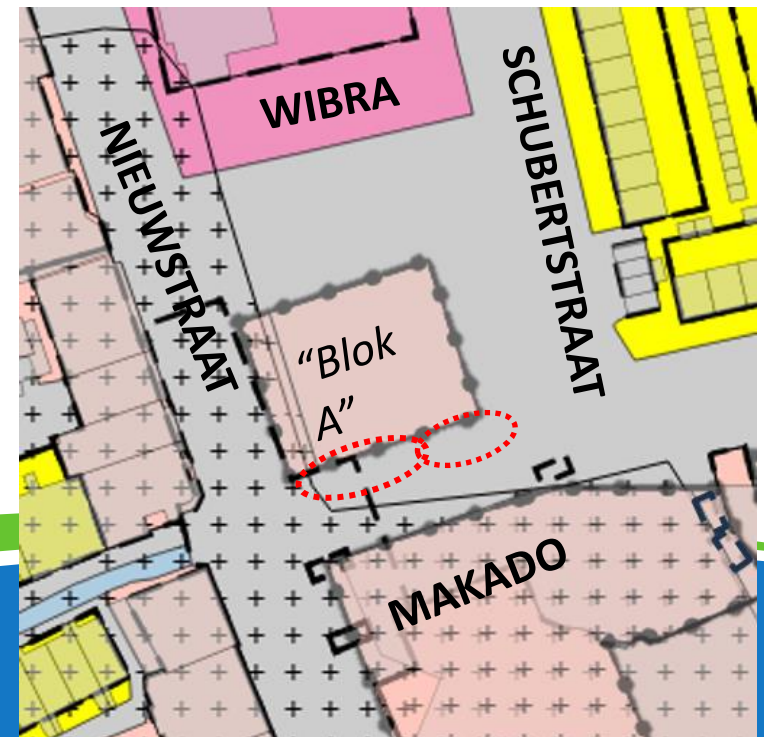 WIBRA
SCHUBERTSTRAAT
NIEUWSTRAAT
“Blok
A”
MAKADO